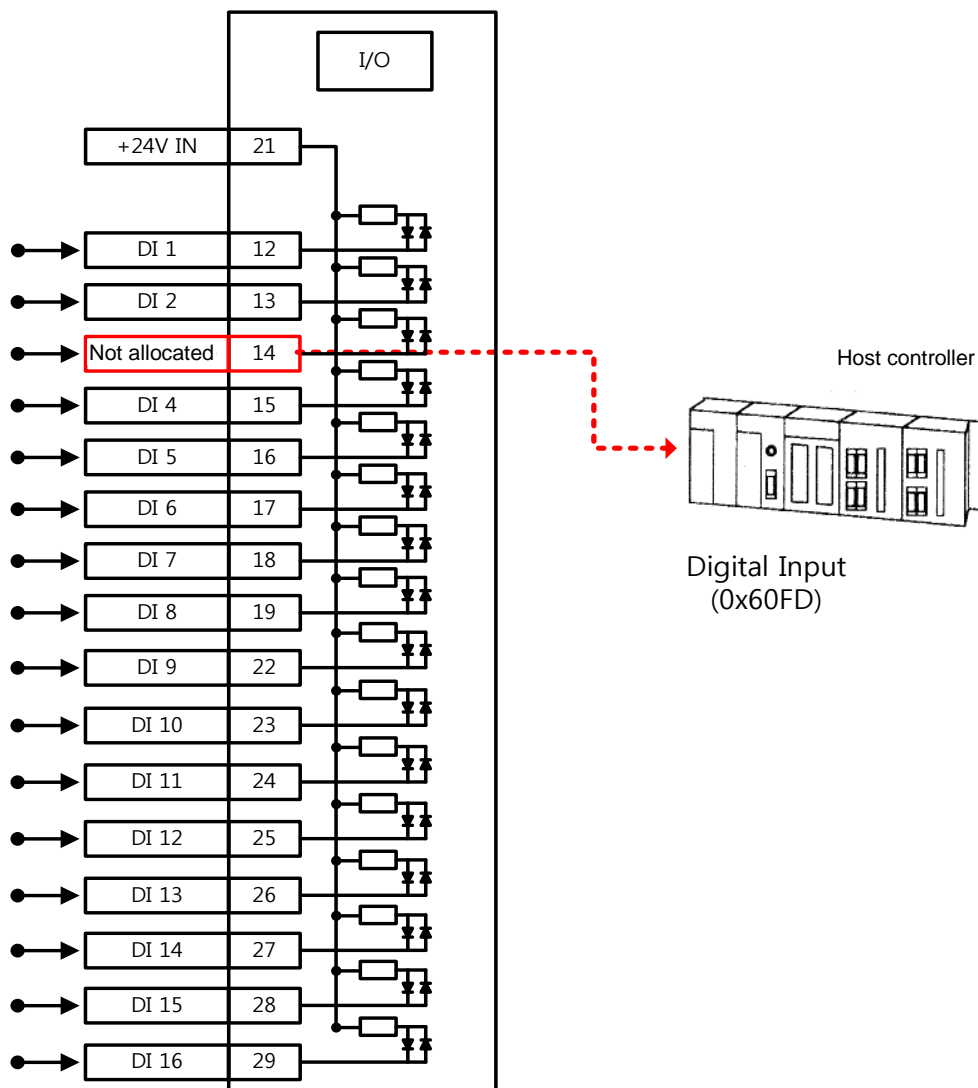 I/O
+24V IN 21
DI 1 12
DI 2 13
Not allocated 14
Host controller
DI 4 15
DI 5 16
DI 6 17
DI 7 18
Digital Input
(0x60FD)
DI 8 19
DI 9 22
DI 10 23
DI 11 24
DI 12 25
DI 13 26
DI 14 27
DI 15 28
DI 16 29